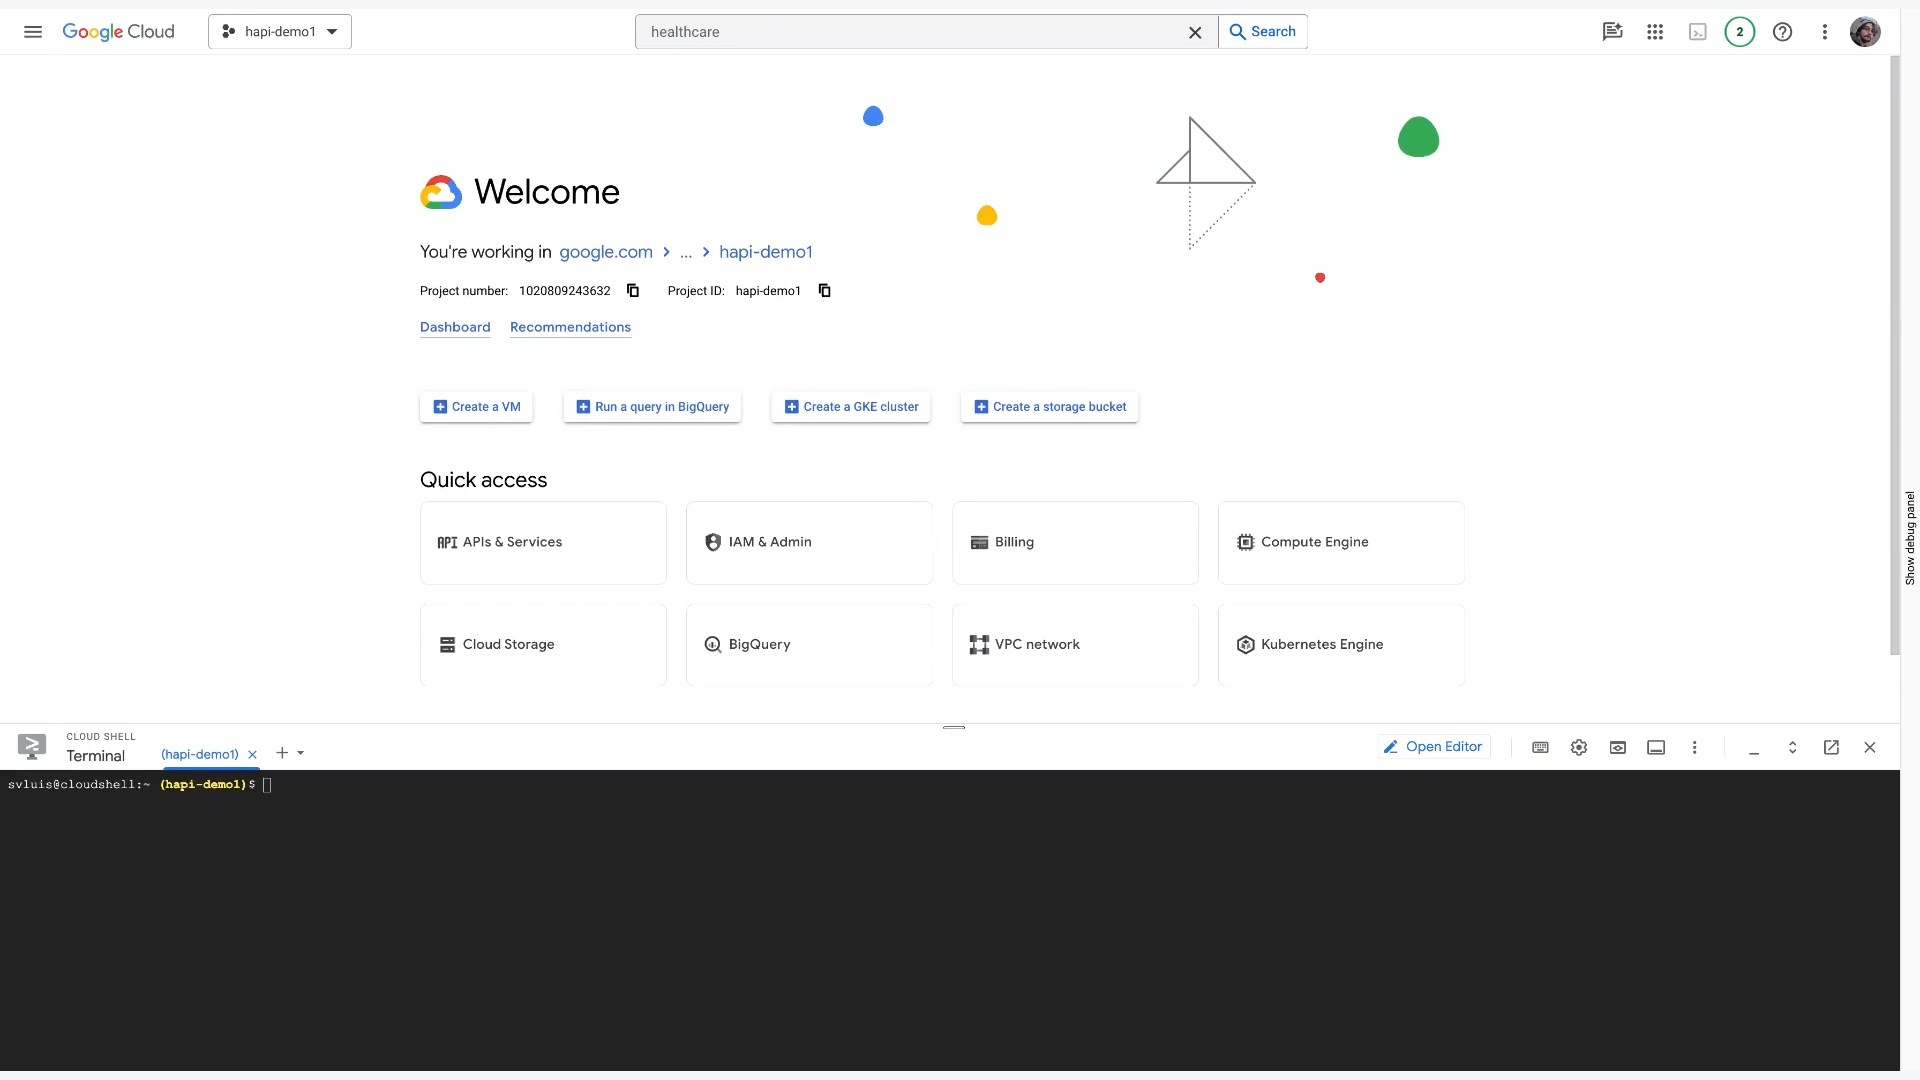 Google Cloud
hapi-demo1
healthcare
Search
2
Welcome
You're working in google.com > ... > hapi-demo1
Project number: 1020809243632 Project ID: hapi-demo1
Dashboard Recommendations
Create a VM
Run a query in BigQuery
Create a GKE cluster
Create a storage bucket
Quick access
API APIs & Services
IAM & Admin
Billing
Compute Engine
Cloud Storage
BigQuery
VPC network
Kubernetes Engine
Show debug panel
CLOUD SHELL
Terminal
(hapi-demo1)
Open Editor
svluis@cloudshell:~ (hapi-demo1)$